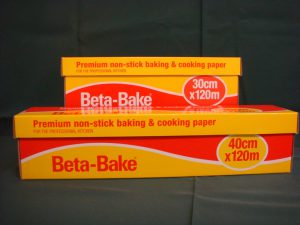 Premium non-stick baking & cooking paper
FOR THE PROFESSIONAL KITCHEN
Beta-Bake®
30cm
x120m
Premium non-stick baking & cooking paper
FOR THE PROFESSIONAL KITCHEN
Beta-Bake®
40cm
x120m